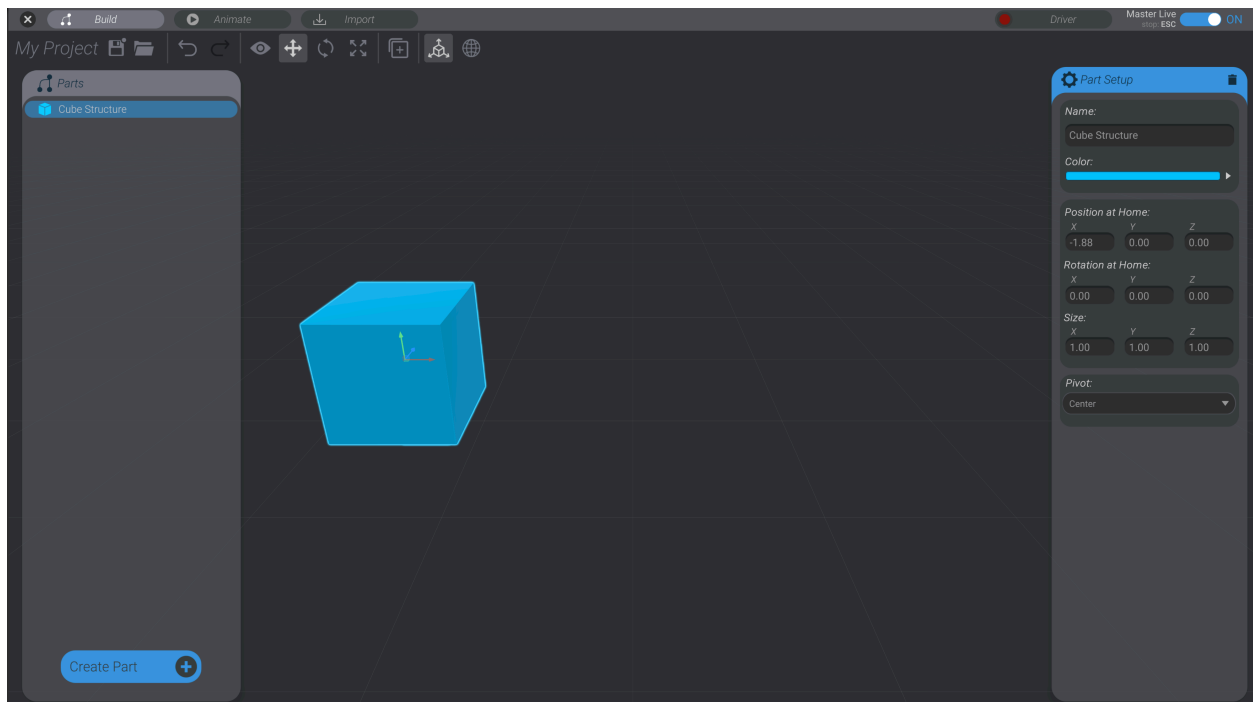 Build
Animate
Import
Driver
Master Live
stop: ESC
ON
My Project
Parts
Cube Structure
Create Part
Part Setup
Name:
Cube Structure
Color:
Position at Home:
X Y Z
-1.88 0.00 0.00
Rotation at Home:
X Y Z
0.00 0.00 0.00
Size:
X Y Z
1.00 1.00 1.00
Pivot:
Center